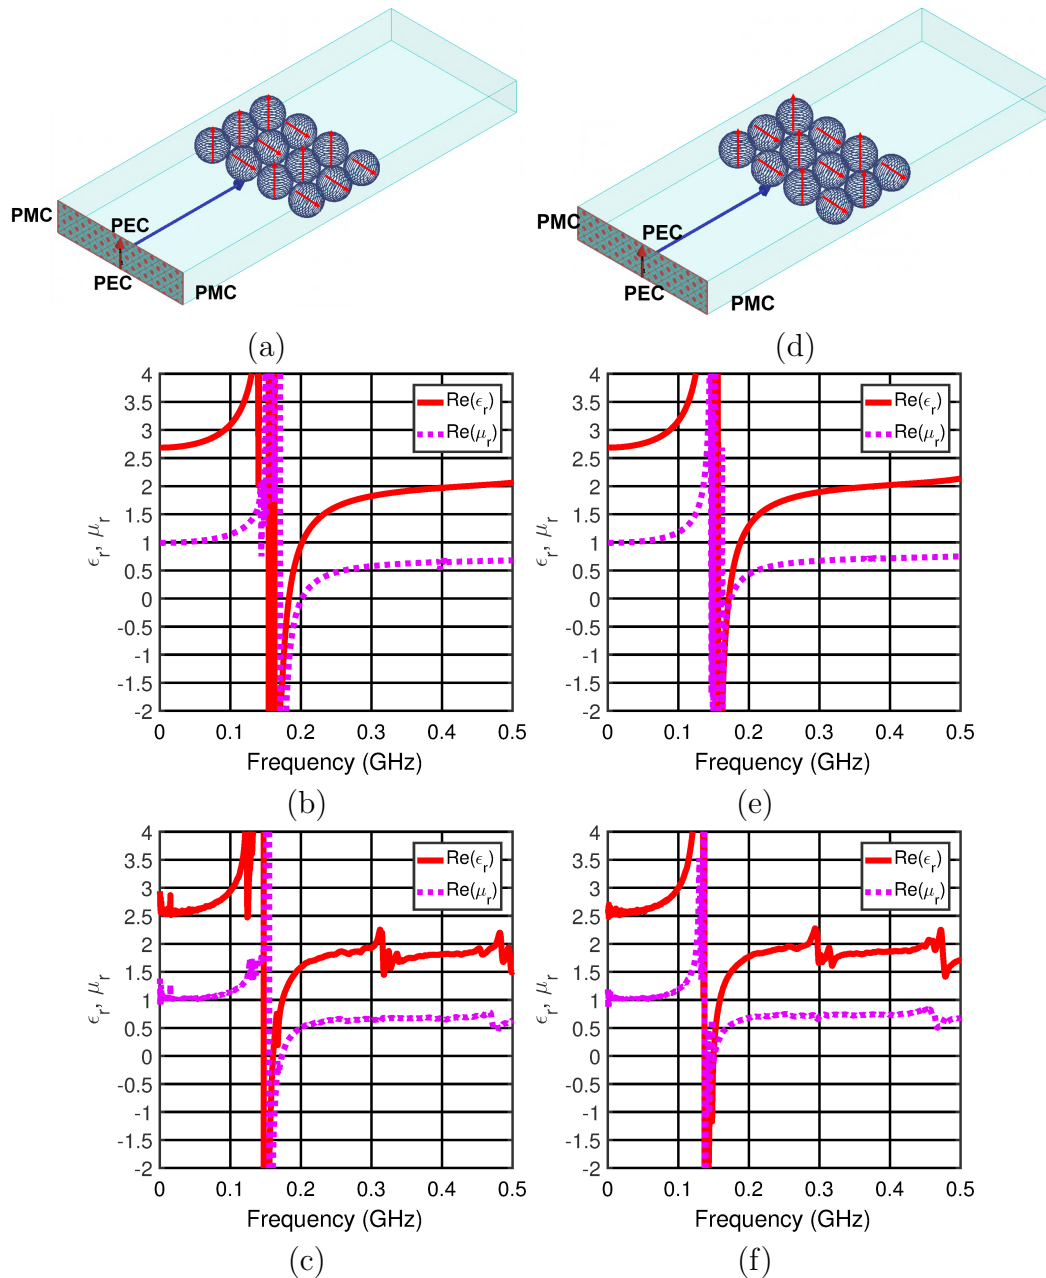 PMC
PEC
PEC
PMC
(a)
PMC
PEC
PEC
PMC
(d)
4
3.5
3
2.5
2
1.5
1
0.5
0
-0.5
-1
-1.5
-2
ϵr, μr
Re(ϵr)
Re(μr)
0 0.1 0.2 0.3 0.4 0.5
Frequency (GHz)
(b)
4
3.5
3
2.5
2
1.5
1
0.5
0
-0.5
-1
-1.5
-2
ϵr, μr
Re(ϵr)
Re(μr)
0 0.1 0.2 0.3 0.4 0.5
Frequency (GHz)
(e)
4
3.5
3
2.5
2
1.5
1
0.5
0
-0.5
-1
-1.5
-2
ϵr, μr
Re(ϵr)
Re(μr)
0 0.1 0.2 0.3 0.4 0.5
Frequency (GHz)
(c)
4
3.5
3
2.5
2
1.5
1
0.5
0
-0.5
-1
-1.5
-2
ϵr, μr
Re(ϵr)
Re(μr)
0 0.1 0.2 0.3 0.4 0.5
Frequency (GHz)
(f)